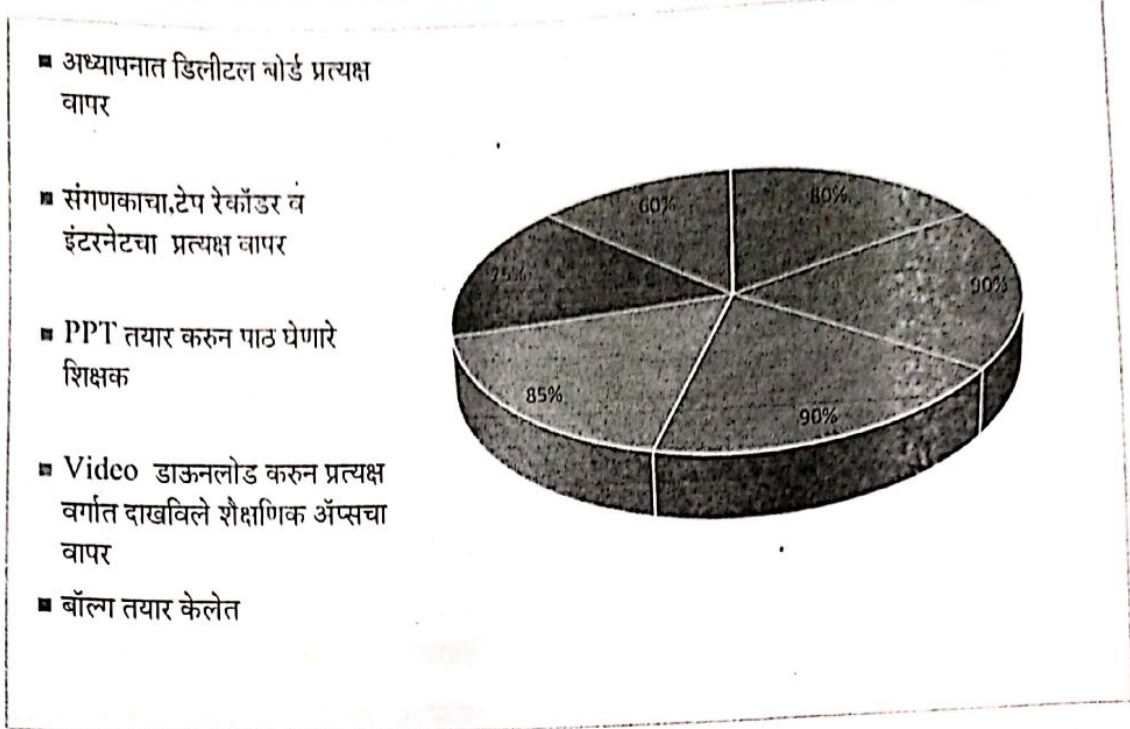 ▪ अध्यापनात डिलीटल बोर्ड प्रत्यक्ष
वापर
▪ संगणकाचा,टेप रेकॉडर व
इंटरनेटचा प्रत्यक्ष वापर
▪ PPT तयार करुन पाठ घेणारे
शिक्षक
▪ Video डाऊनलोड करुन प्रत्यक्ष
वर्गात दाखविले शैक्षणिक ॲप्सचा
वापर
▪ बॉल्ग तयार केलेत
60%
80%
75%
90%
85%
90%